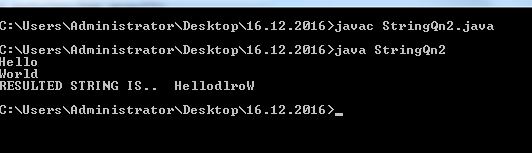 C:\Users\Administrator\Desktop\16.12.2016>javac StringQn2.java
C:\Users\Administrator\Desktop\16.12.2016>java StringQn2
Hello
World
RESULTED STRING IS.. HellodlroW
C:\Users\Administrator\Desktop\16.12.2016>_